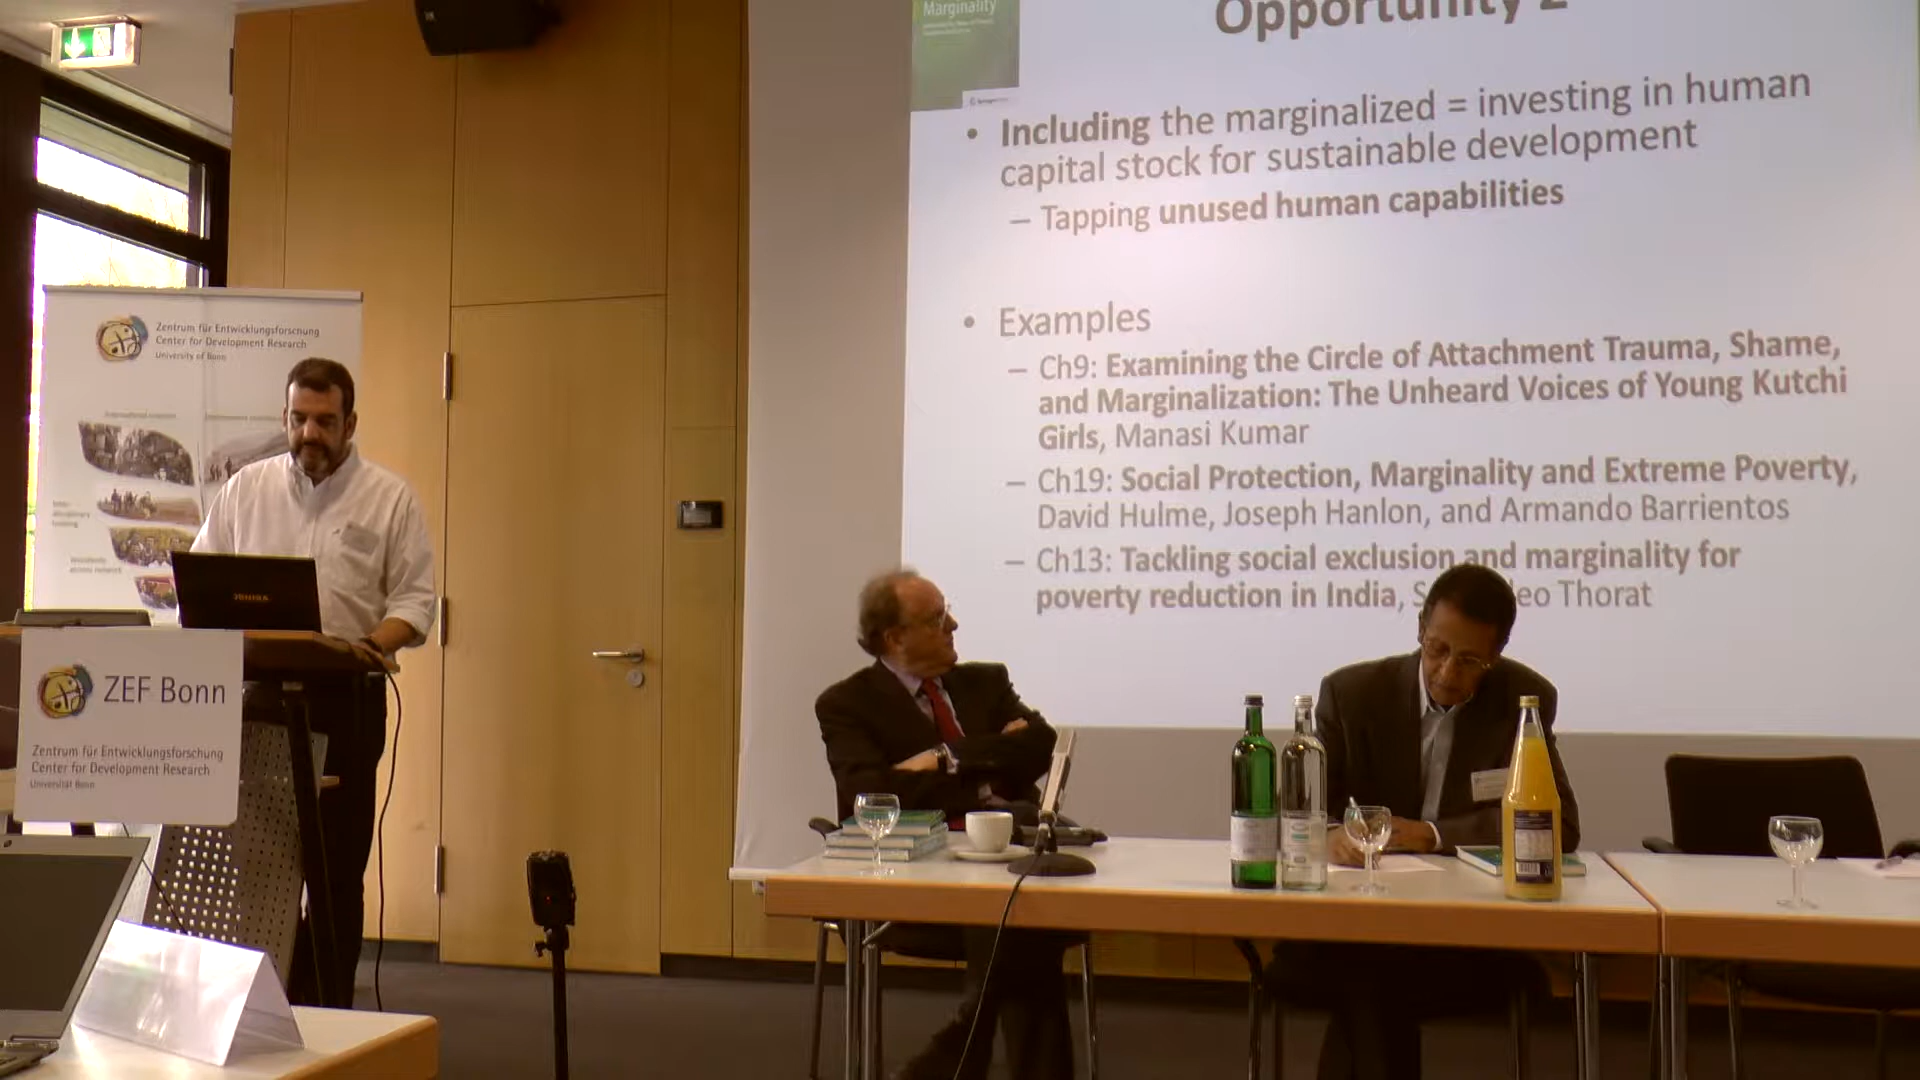 Marginality
Opportunity 2
• Including the marginalized = investing in human
capital stock for sustainable development
– Tapping unused human capabilities
• Examples
– Ch9: Examining the Circle of Attachment Trauma, Shame,
and Marginalization: The Unheard Voices of Young Kutchi
Girls, Manasi Kumar
– Ch19: Social Protection, Marginality and Extreme Poverty,
David Hulme, Joseph Hanlon, and Armando Barrientos
– Ch13: Tackling social exclusion and marginality for
poverty reduction in India, S eo Thorat
Zentrum für Entwicklungsforschung
Center for Development Research
University of Bonn
ZEF Bonn
Zentrum für Entwicklungsforschung
Center for Development Research
Universität Bonn